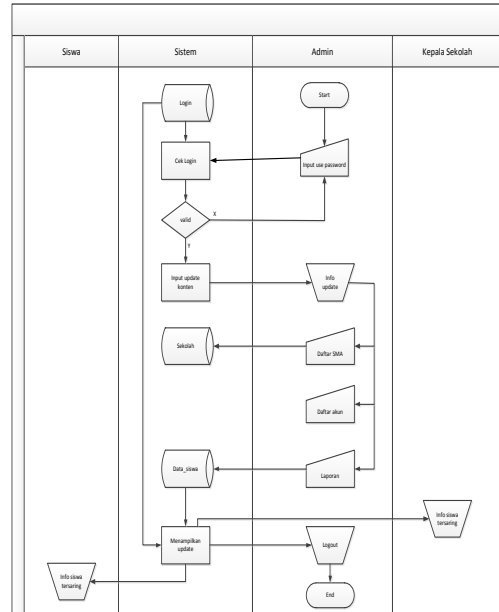 Siswa
Sistem
Admin
Kepala Sekolah
Login
Start
Cek Login
Input use password
valid
X
Y
Input update
konten
Info
update
Sekolah
Daftar SMA
Daftar akun
Data_siswa
Laporan
Info siswa
tersaring
Menampilkan
update
Logout
Info siswa
tersaring
End